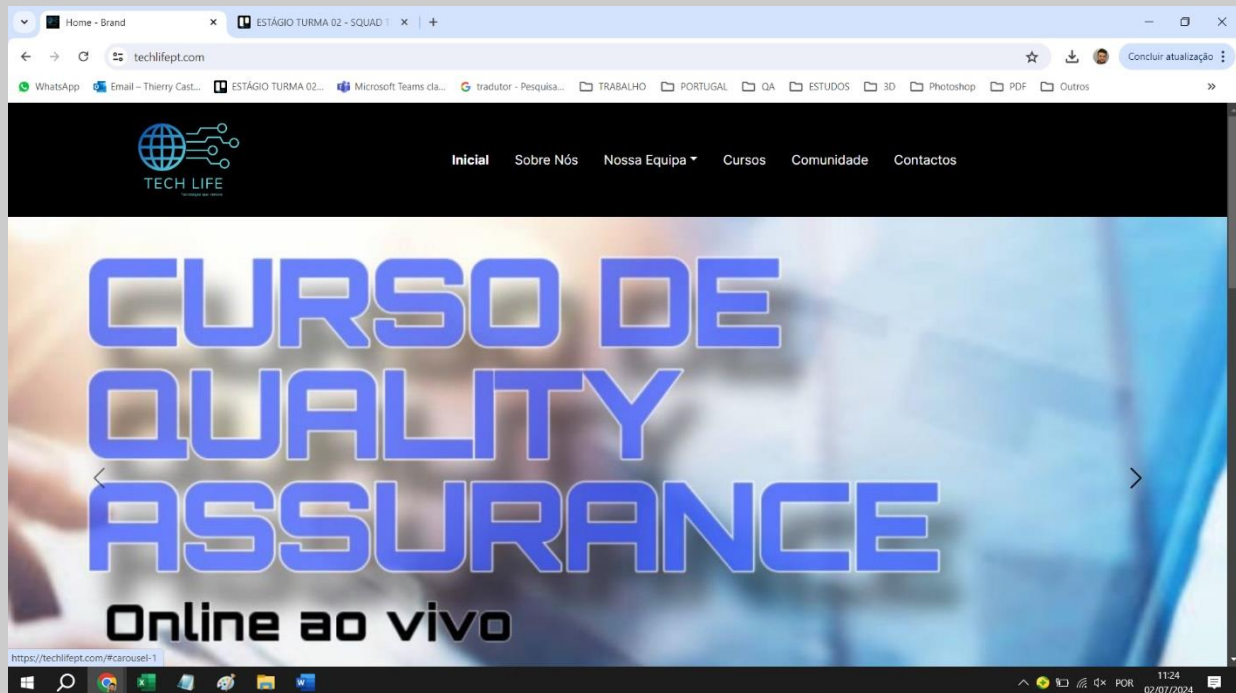 Home - Brand
ESTÁGIO TURMA 02 - SQUAD T
techlifept.com
Concluir atualização
WhatsApp
Email – Thierry Cast...
ESTÁGIO TURMA 02...
Microsoft Teams cla...
tradutor - Pesquisa...
TRABALHO
PORTUGAL
QA
ESTUDOS
3D
Photoshop
PDF
Outros
TECH LIFE
Inicial
Sobre Nós
Nossa Equipa
Cursos
Comunidade
Contactos
CURSO DE
QUALITY
ASSURANCE
Online ao vivo
https://techlifept.com/#carousel-1
POR
11:24
02/07/2024